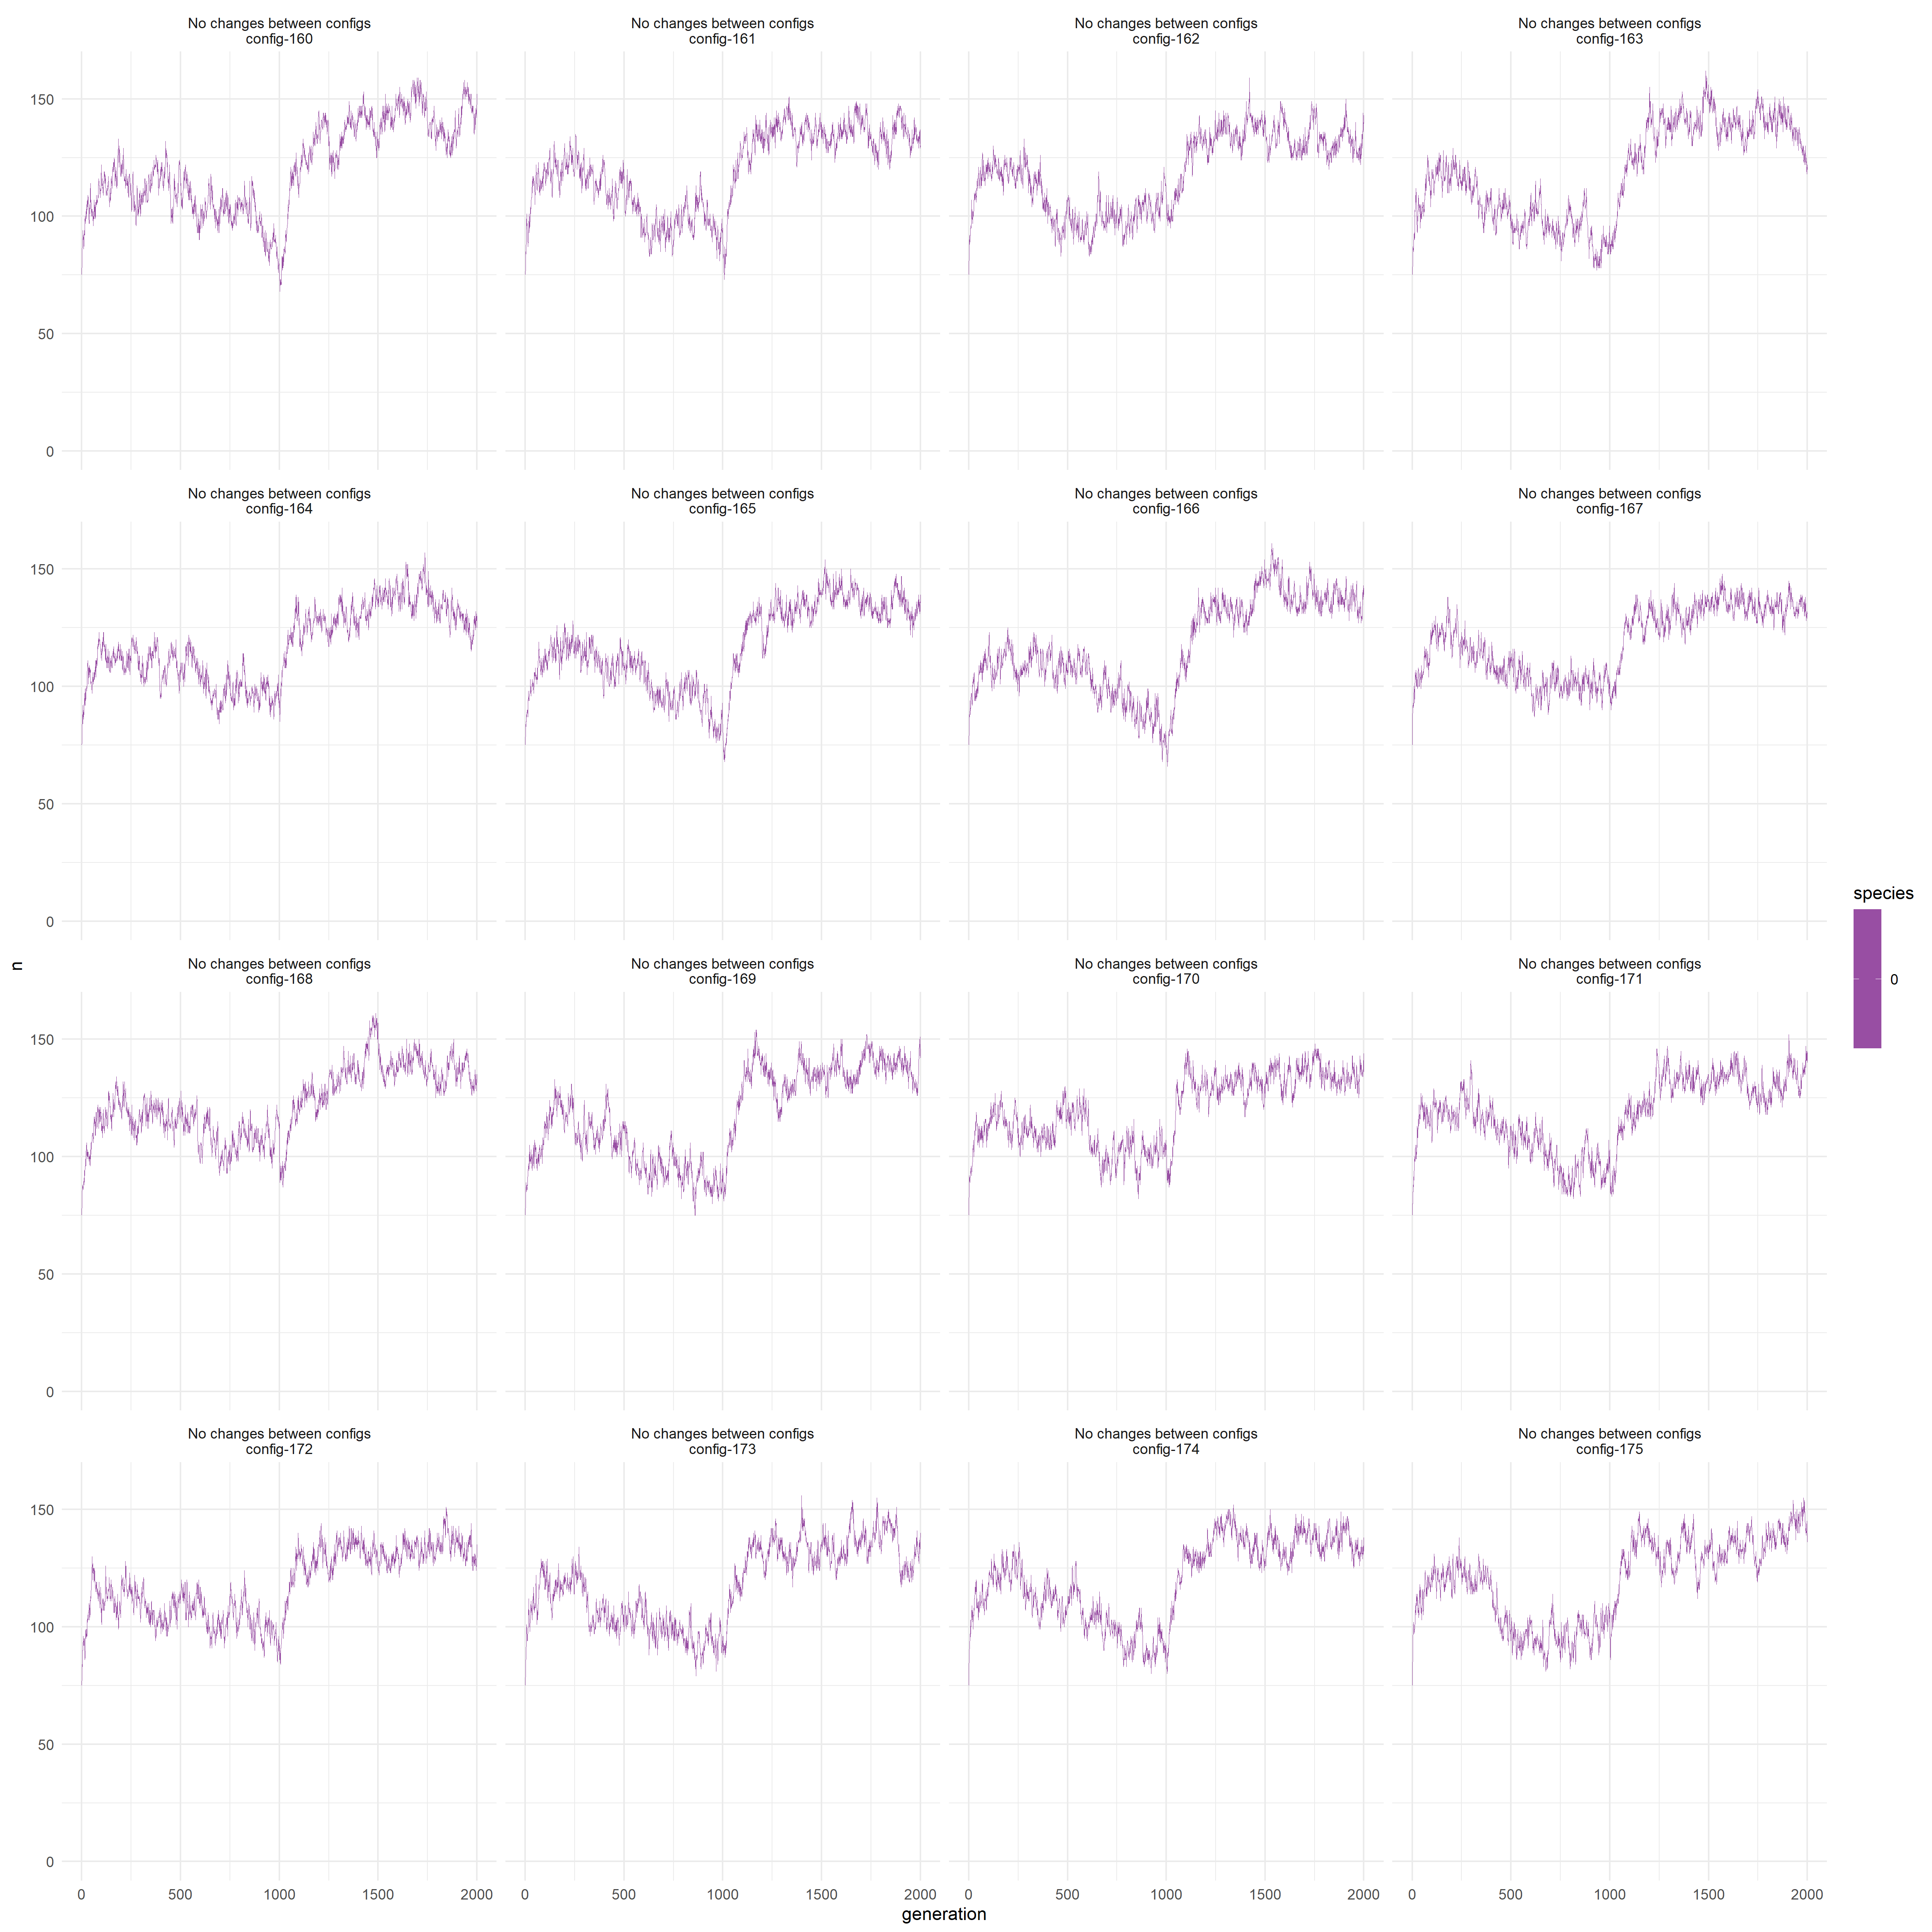 No changes between configs
config-160
No changes between configs
config-161
No changes between configs
config-162
No changes between configs
config-163
150
100
50
0
No changes between configs
config-164
No changes between configs
config-165
No changes between configs
config-166
No changes between configs
config-167
150
100
50
0
species
0
n
No changes between configs
config-168
No changes between configs
config-169
No changes between configs
config-170
No changes between configs
config-171
150
100
50
0
No changes between configs
config-172
No changes between configs
config-173
No changes between configs
config-174
No changes between configs
config-175
150
100
50
0
0 500 1000 1500 2000
0 500 1000 1500 2000
0 500 1000 1500 2000
0 500 1000 1500 2000
generation